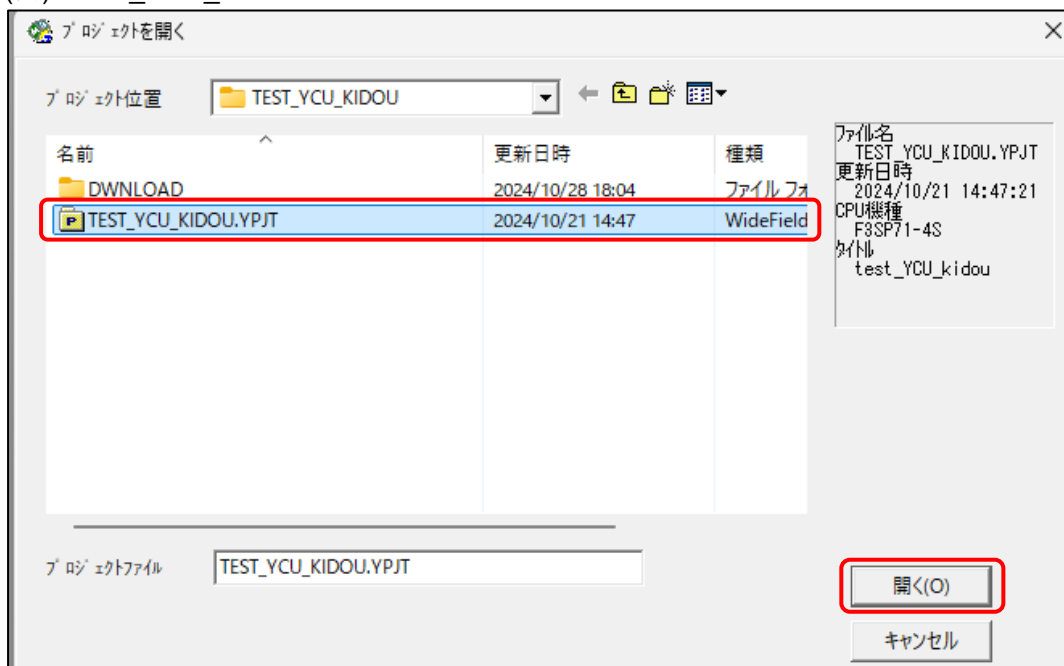 プロジェクトを開く
プロジェクト位置 TEST_YCU_KIDOU
名前 更新日時 種類
DWNLOAD 2024/10/28 18:04 ファイル フォ
TEST_YCU_KIDOU.YPJT 2024/10/21 14:47 WideField
ファイル名
TEST_YCU_KIDOU.YPJT
更新日時
2024/10/21 14:47:21
CPU機種
F3SP71-4S
タイトル
test_YCU_kidou
プロジェクトファイル TEST_YCU_KIDOU.YPJT
開く(O)
キャンセル